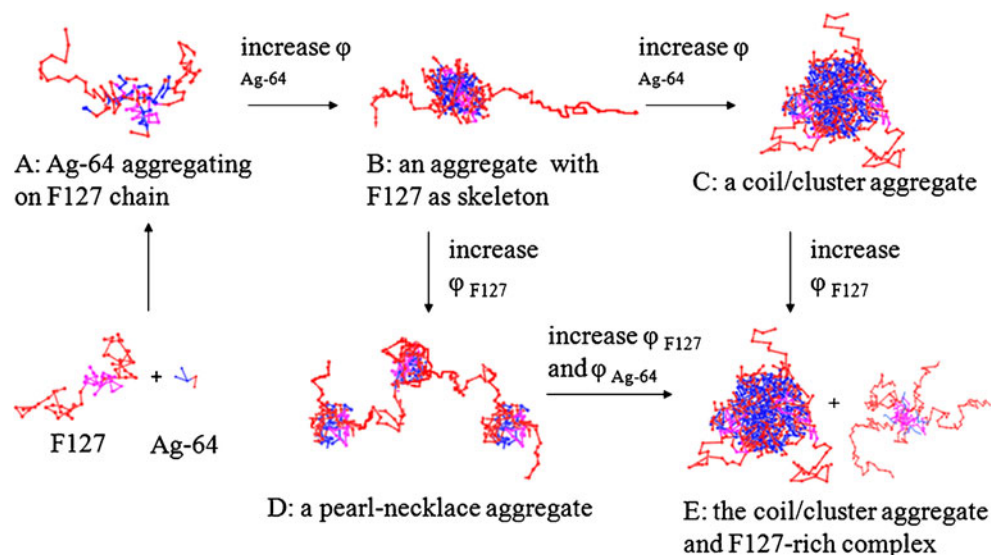 increase φ
Ag-64
increase φ
Ag-64
A: Ag-64 aggregating
on F127 chain
B: an aggregate with
F127 as skeleton
C: a coil/cluster aggregate
increase
φ F127
increase
φ F127
F127
+
Ag-64
increase φ F127
and φ Ag-64
+
D: a pearl-necklace aggregate
E: the coil/cluster aggregate
and F127-rich complex